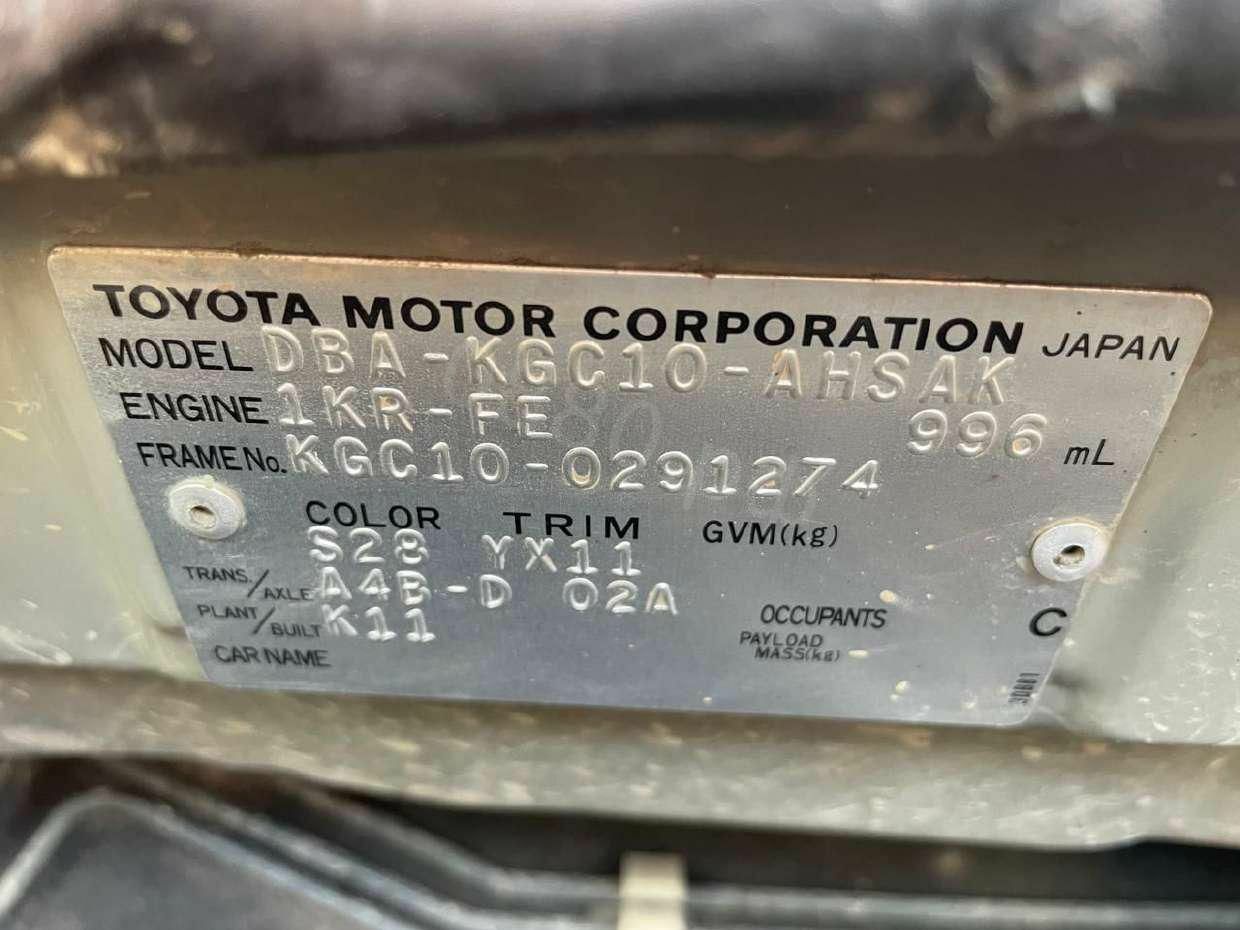 TOYOTA MOTOR CORPORATION JAPAN
MODEL DBA-KGC10-AHSAK
ENGINE 1KR-FE 996 mL
FRAME No. KGC10-0291274
COLOR TRIM GVM(kg)
S28 YX11
TRANS./AXLE A4B-D 02A
PLANT/BUILT K11 OCCUPANTS C
PAYLOAD
MASS(kg)
CAR NAME